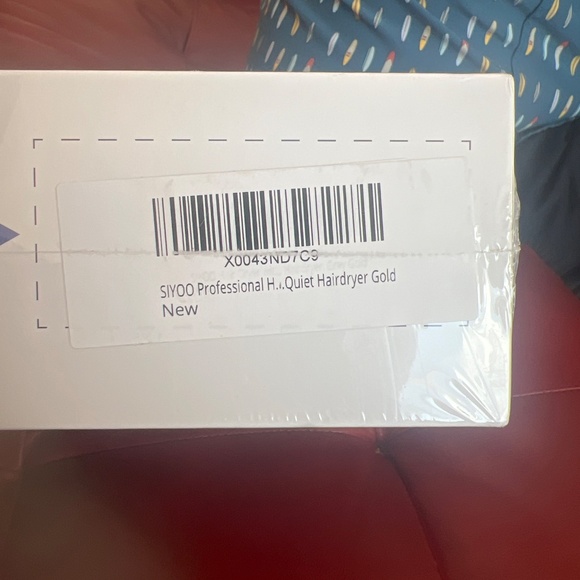 X0043ND7C9
SIYOO Professional H...Quiet Hairdryer Gold
New